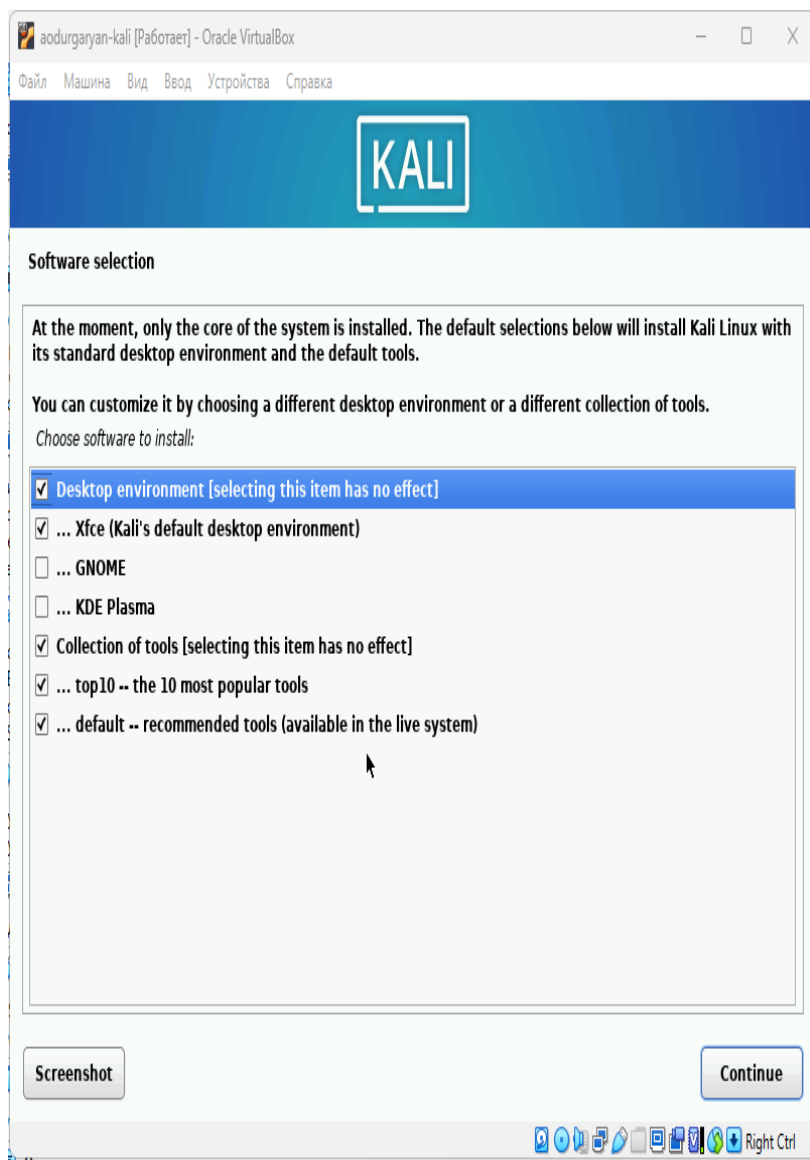 aodurgaryan-kali [Работает] - Oracle VirtualBox
Файл Машина Вид Ввод Устройства Справка
KALI
Software selection
At the moment, only the core of the system is installed. The default selections below will install Kali Linux with
its standard desktop environment and the default tools.
You can customize it by choosing a different desktop environment or a different collection of tools.
Choose software to install:
Desktop environment [selecting this item has no effect]
... Xfce (Kali's default desktop environment)
... GNOME
... KDE Plasma
Collection of tools [selecting this item has no effect]
... top10 -- the 10 most popular tools
... default -- recommended tools (available in the live system)
Screenshot
Continue
Right Ctrl